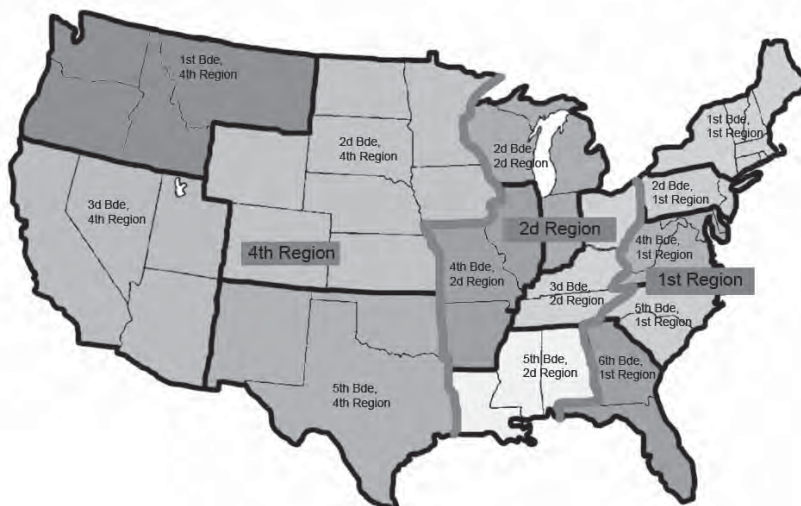 1st Bde,
4th Region
2d Bde,
4th Region
3d Bde,
4th Region
4th Region
5th Bde,
4th Region
2d Bde,
2d Region
2d Region
4th Bde,
2d Region
3d Bde,
2d Region
5th Bde,
2d Region
1st Bde,
1st Region
2d Bde,
1st Region
4th Bde,
1st Region
1st Region
5th Bde,
1st Region
6th Bde,
1st Region